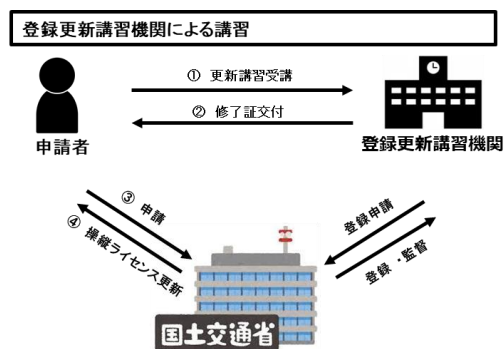 登録更新講習機関による講習
① 更新講習受講
② 修了証交付
申請者
登録更新講習機関
③ 申請
④ 操縦ライセンス更新
登録申請
登録・監督
国土交通省